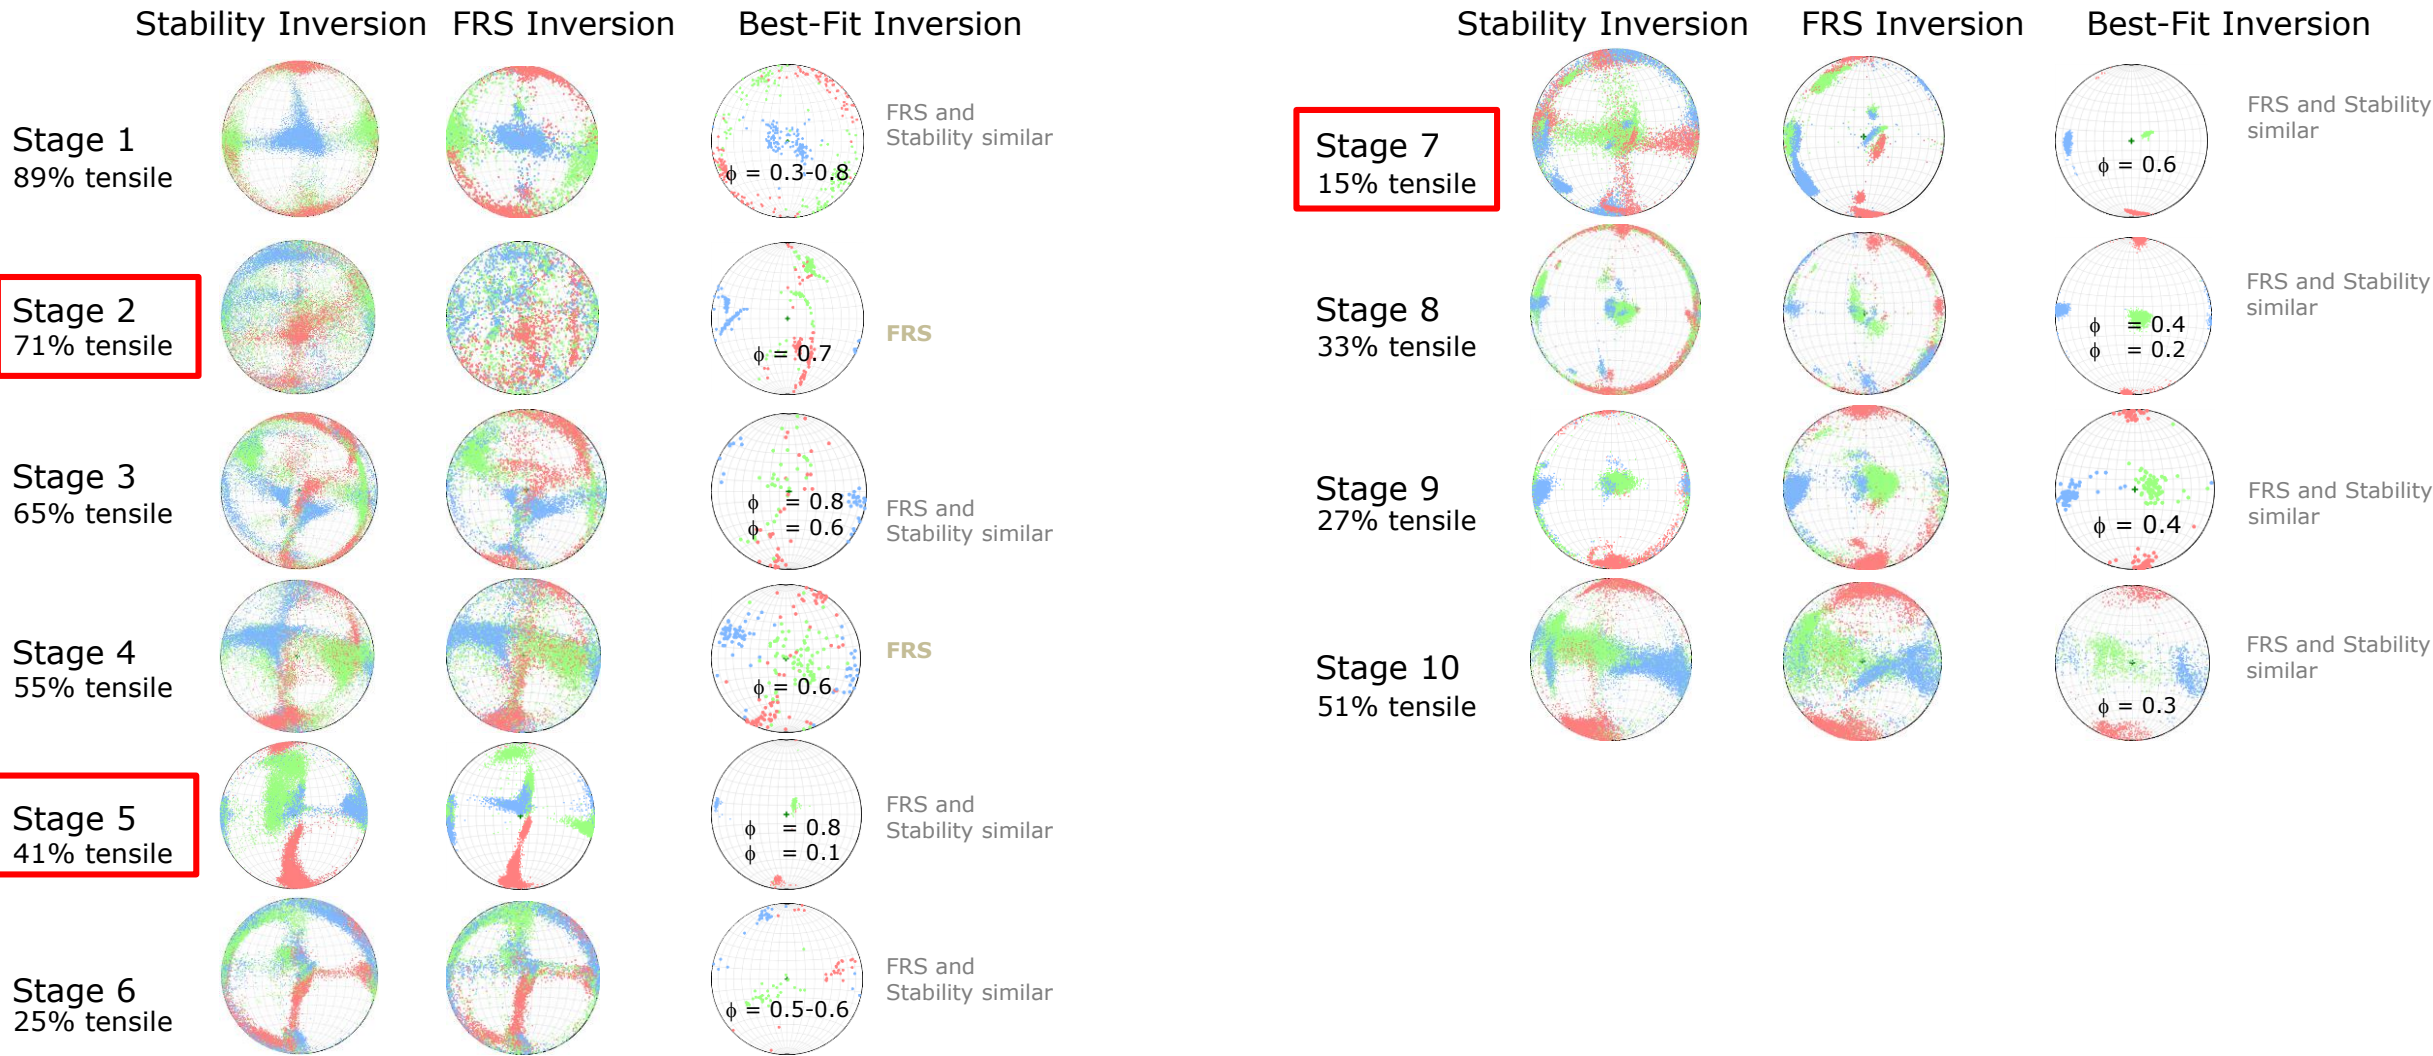 Stability Inversion FRS Inversion Best-Fit Inversion
Stage 1
89% tensile
ϕ = 0.3-0.8
FRS and
Stability similar
Stage 2
71% tensile
ϕ = 0.7
FRS
Stage 3
65% tensile
ϕ = 0.8
ϕ = 0.6
FRS and
Stability similar
Stage 4
55% tensile
ϕ = 0.6
FRS
Stage 5
41% tensile
ϕ = 0.8
ϕ = 0.1
FRS and
Stability similar
Stage 6
25% tensile
ϕ = 0.5-0.6
FRS and
Stability similar
Stability Inversion FRS Inversion Best-Fit Inversion
Stage 7
15% tensile
ϕ = 0.6
FRS and Stability
similar
Stage 8
33% tensile
ϕ = 0.4
ϕ = 0.2
FRS and Stability
similar
Stage 9
27% tensile
ϕ = 0.4
FRS and Stability
similar
Stage 10
51% tensile
ϕ = 0.3
FRS and Stability
similar